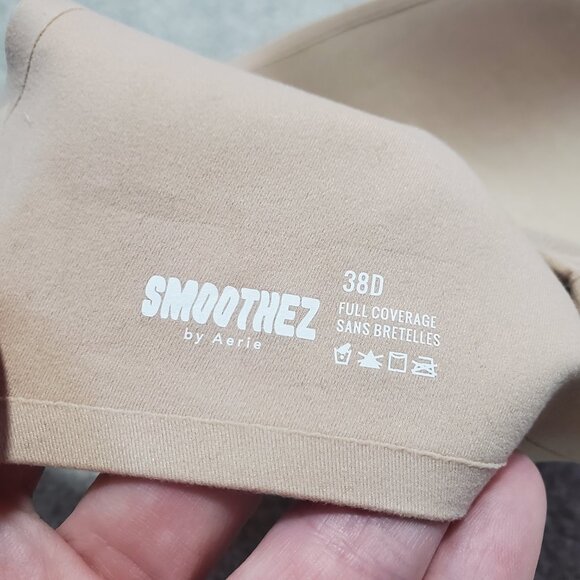 SMOOTHEZ
by Aerie
38D
FULL COVERAGE
SANS BRETELLES